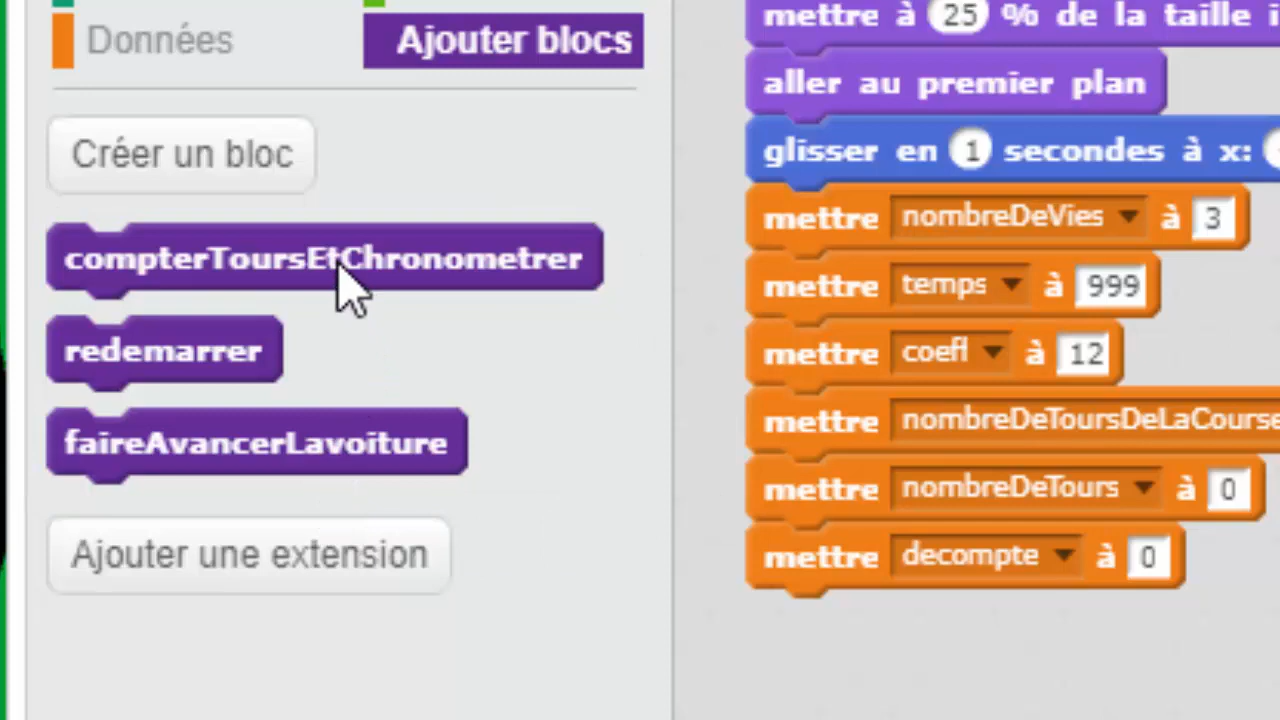 Données
Ajouter blocs
Créer un bloc
compterToursEtChronometrer
redemarrer
faireAvancerLavoiture
Ajouter une extension
mettre à 25 % de la taille
aller au premier plan
glisser en 1 secondes à x:
mettre nombreDeVies à 3
mettre temps à 999
mettre coefl à 12
mettre nombreDeToursDeLaCourse
mettre nombreDeTours à 0
mettre decompte à 0